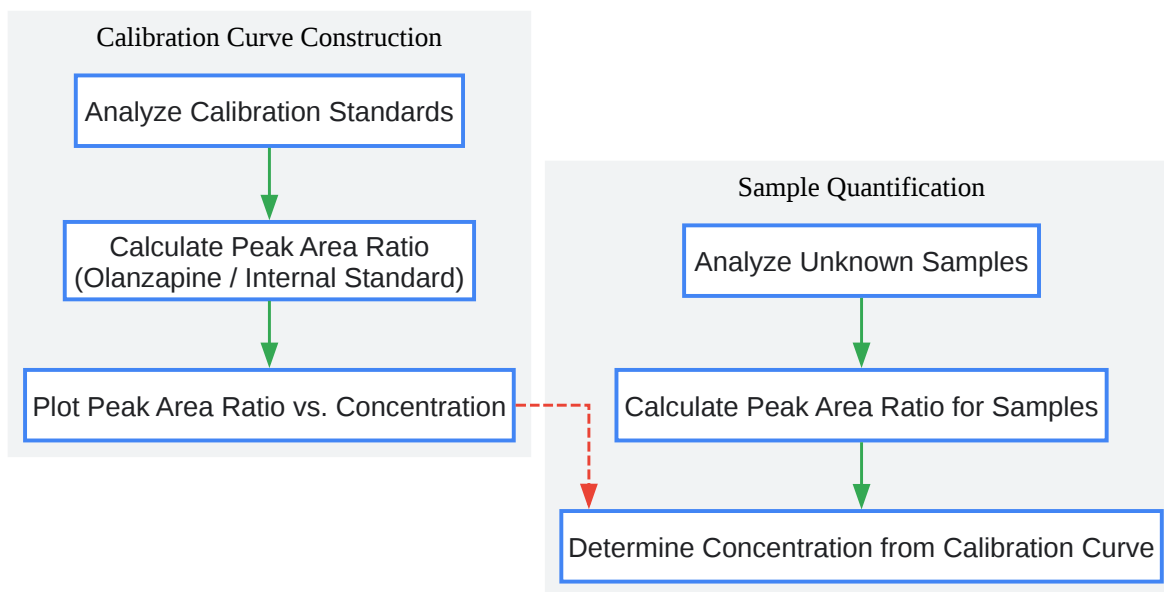 Calibration Curve Construction
Analyze Calibration Standards
Calculate Peak Area Ratio
(Olanzapine / Internal Standard)
Plot Peak Area Ratio vs. Concentration
Sample Quantification
Analyze Unknown Samples
Calculate Peak Area Ratio for Samples
Determine Concentration from Calibration Curve